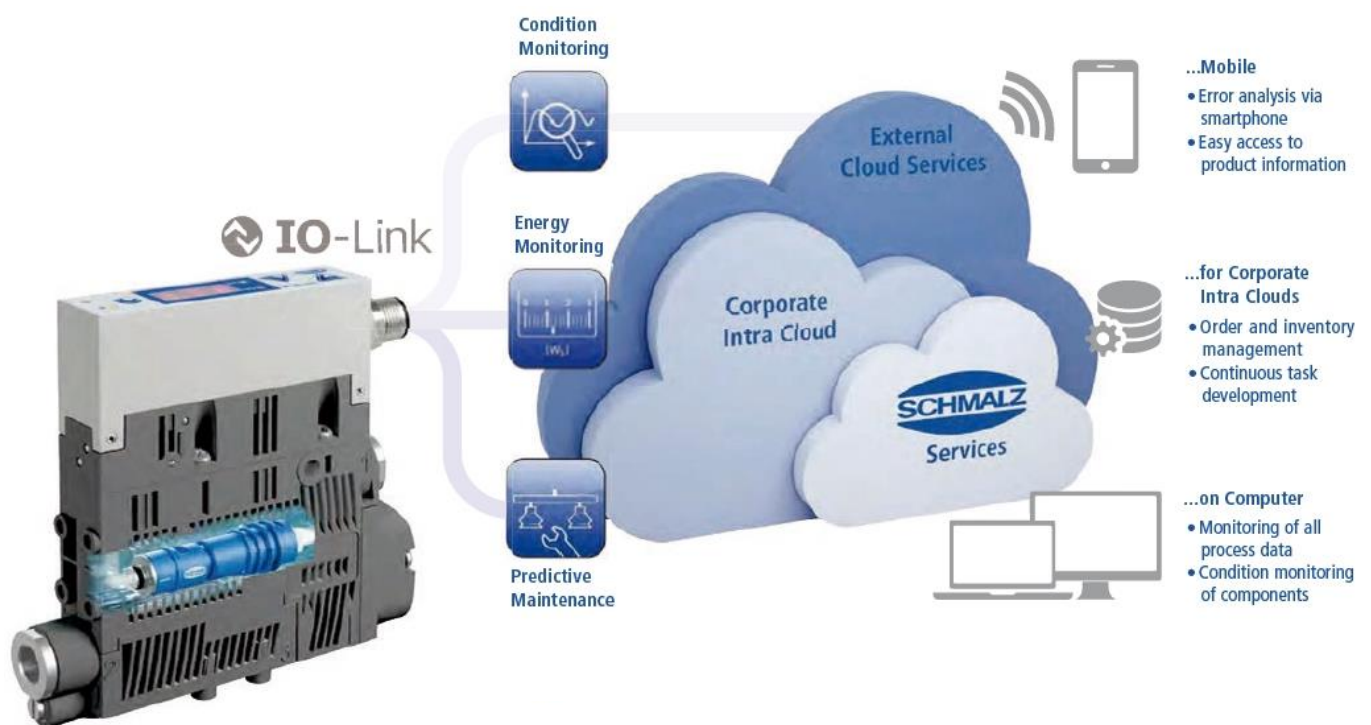 Condition
Monitoring
IO-Link
Energy
Monitoring
Predictive
Maintenance
External
Cloud Services
Corporate
Intra Cloud
SCHMALZ
Services
...Mobile
• Error analysis via
smartphone
• Easy access to
product information
...for Corporate
Intra Clouds
• Order and inventory
management
• Continuous task
development
...on Computer
• Monitoring of all
process data
• Condition monitoring
of components